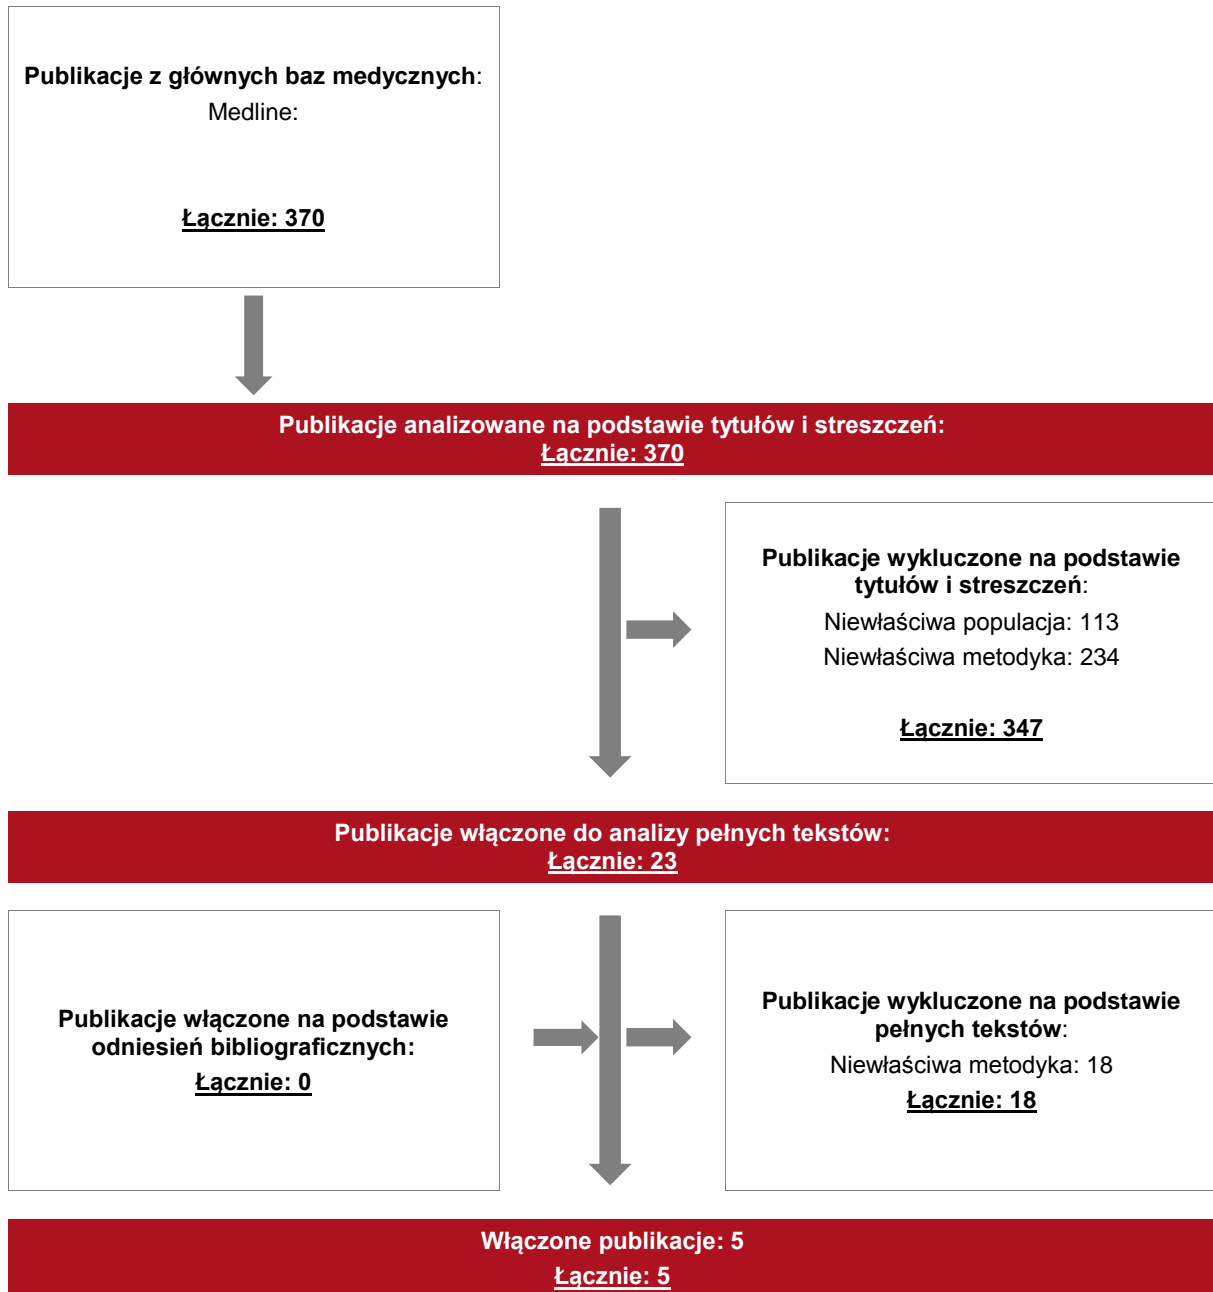 Publikacje z głównych baz medycznych:
Medline:
Łącznie: 370
Publikacje analizowane na podstawie tytułów i streszczeń:
Łącznie: 370
Publikacje wykluczone na podstawie
tytułów i streszczeń:
Niewłaściwa populacja: 113
Niewłaściwa metodyka: 234
Łącznie: 347
Publikacje włączone do analizy pełnych tekstów:
Łącznie: 23
Publikacje włączone na podstawie
odniesień bibliograficznych:
Łącznie: 0
Publikacje wykluczone na podstawie
pełnych tekstów:
Niewłaściwa metodyka: 18
Łącznie: 18
Włączone publikacje: 5
Łącznie: 5